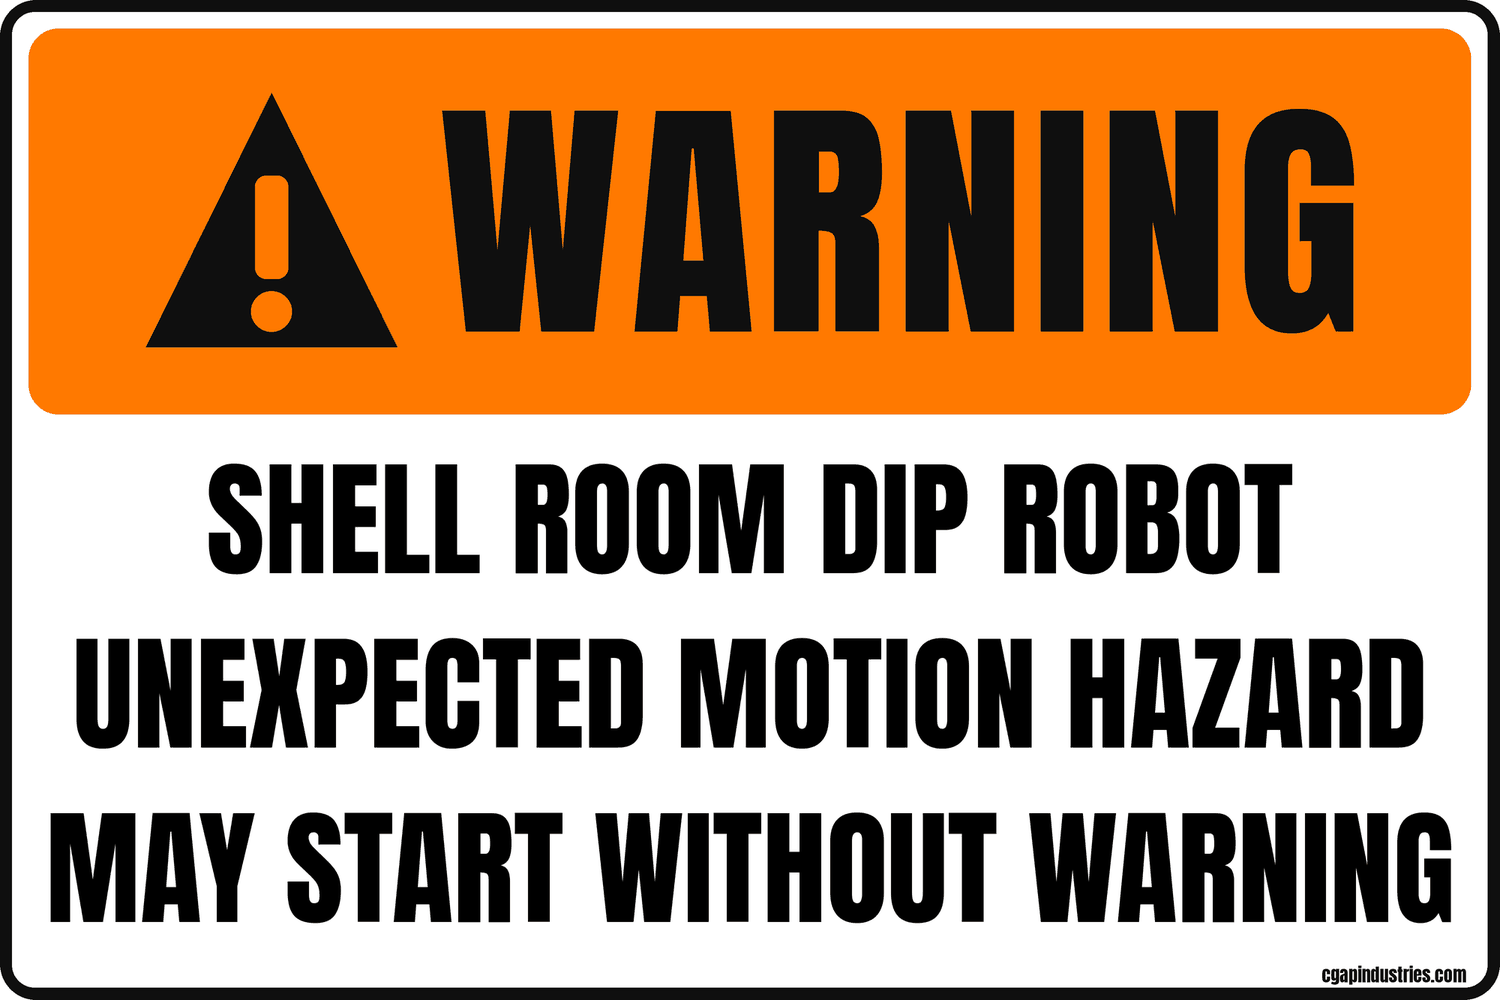 WARNING
SHELL ROOM DIP ROBOT
UNEXPECTED MOTION HAZARD
MAY START WITHOUT WARNING
cgapindustries.com